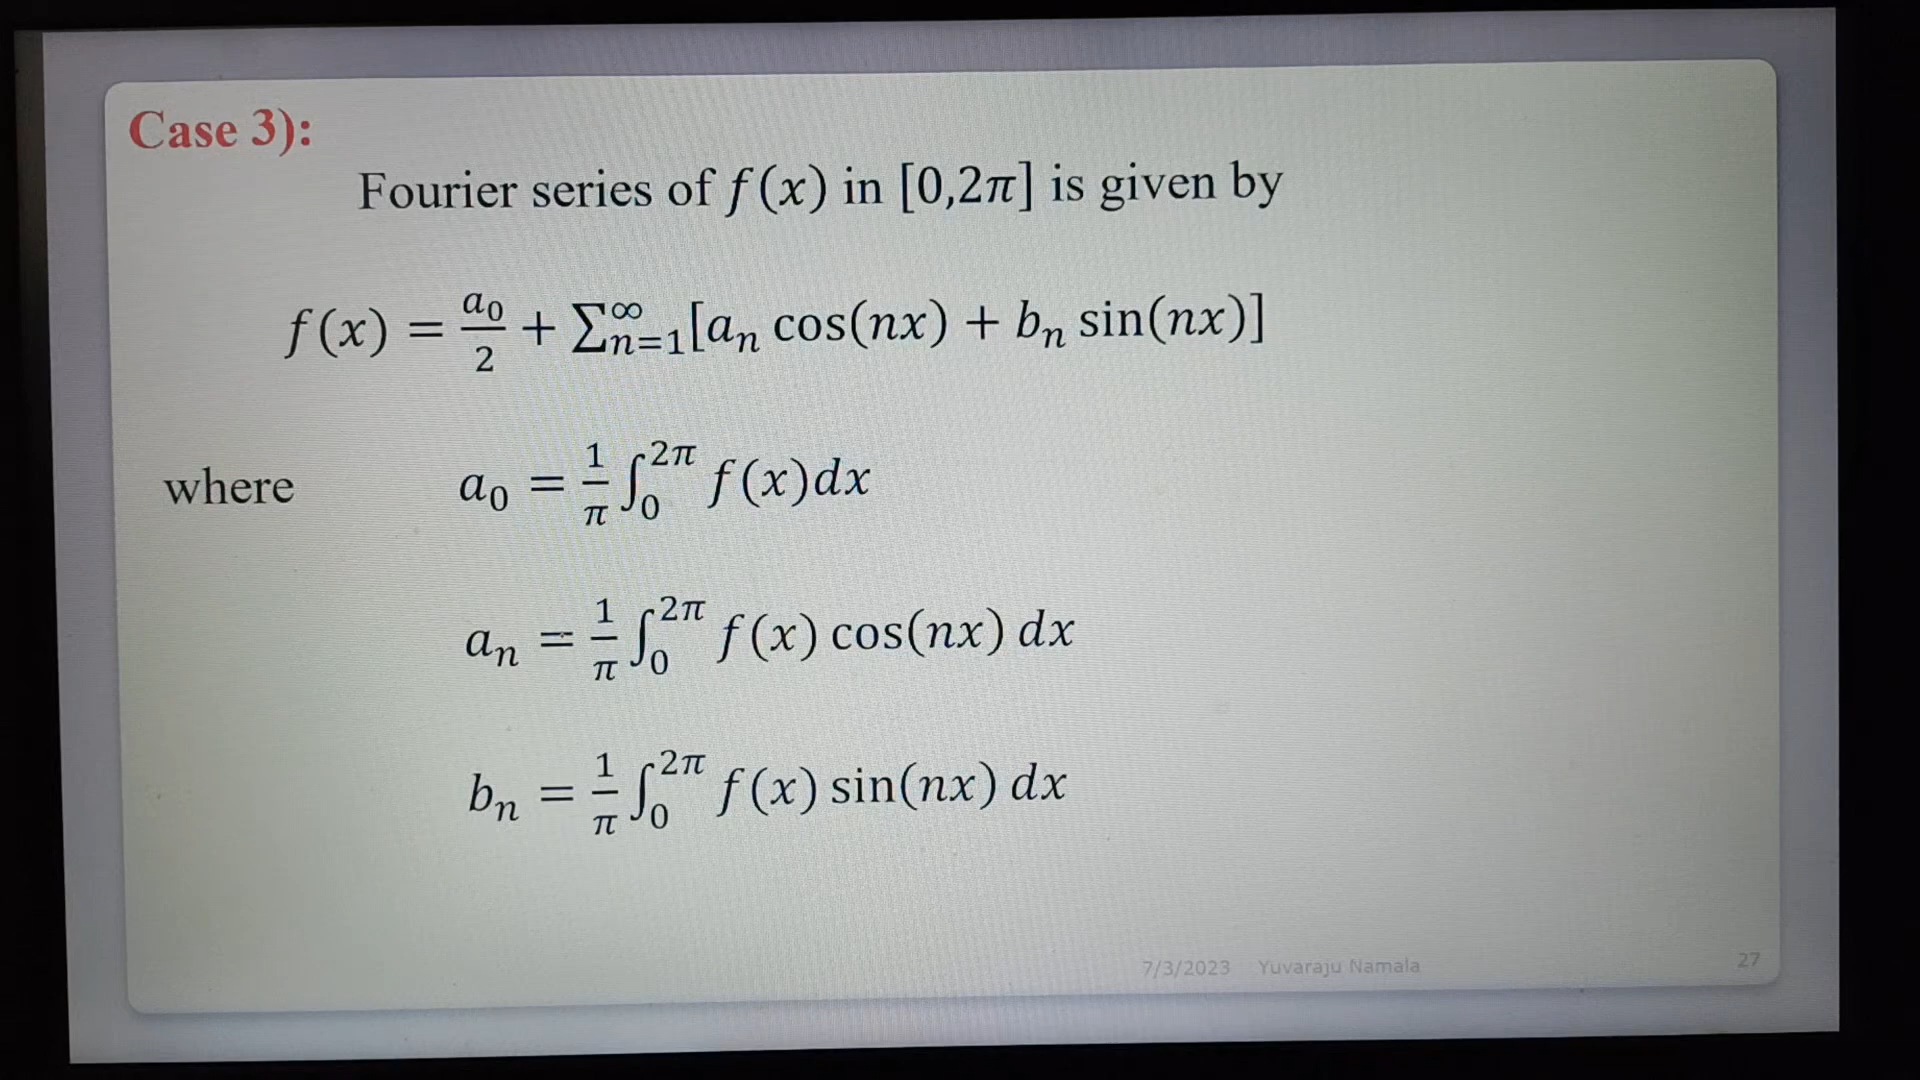 Case 3):
Fourier series of f(x) in [0,2π] is given by
f(x) = a₀/2 + ∑ₙ₌₁^∞[aₙ cos(nx) + bₙ sin(nx)]
where a₀ = 1/π ∫₀^2π f(x)dx
aₙ = 1/π ∫₀^2π f(x) cos(nx) dx
bₙ = 1/π ∫₀^2π f(x) sin(nx) dx
7/3/2023 Yuvaraju Namala 27